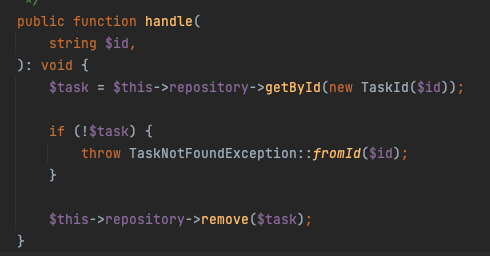 */
public function handle(
    string $id,
): void {
    $task = $this->repository->getById(new TaskId($id));

    if (!$task) {
        throw TaskNotFoundException::fromId($id);
    }

    $this->repository->remove($task);
}